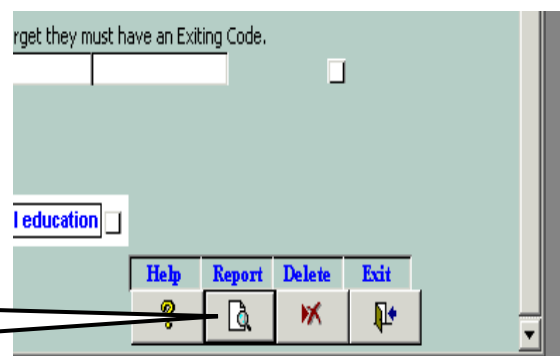 rget they must have an Exiting Code.
l education
Help Report Delete Exit